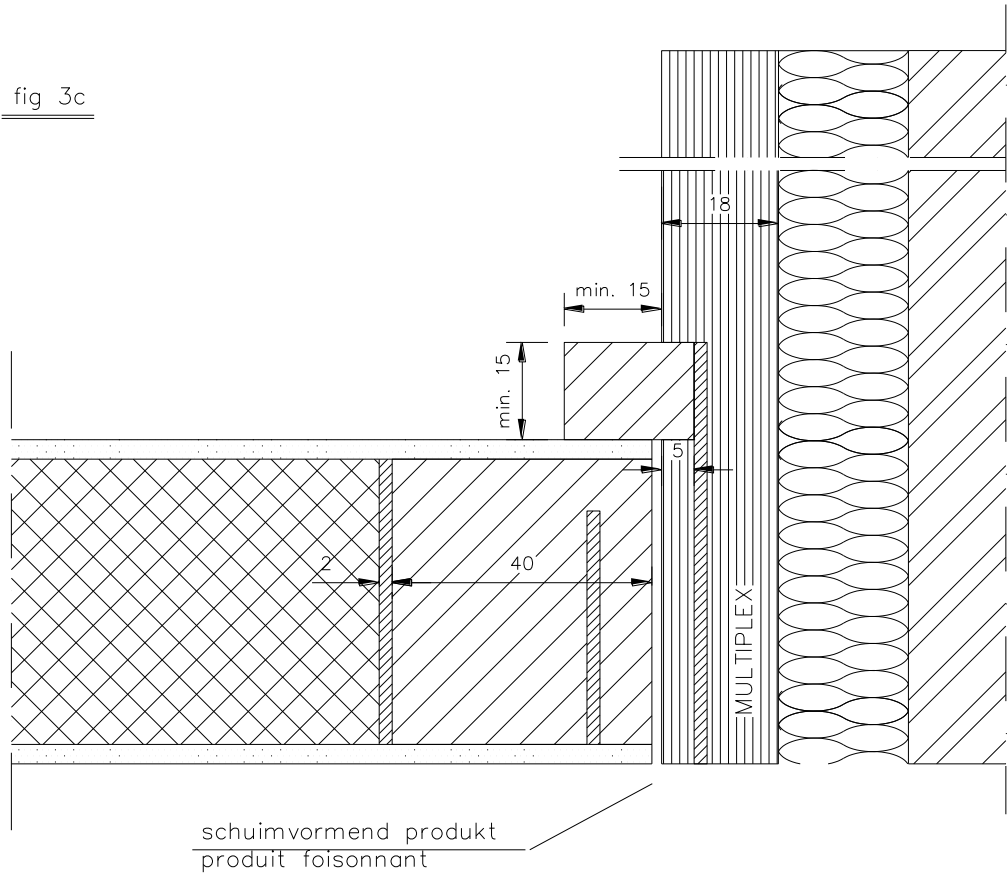 fig 3c
18
min. 15
min. 15
5
2
40
MULTIPLEX
schuimvormend produkt
produit foisonnant